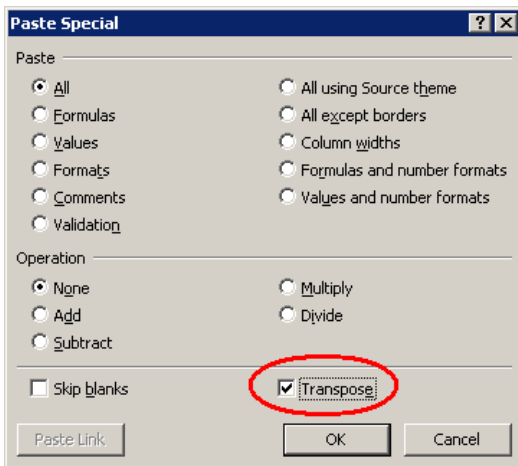 Paste Special
Paste
All
All using Source theme
Formulas
All except borders
Values
Column widths
Formats
Formulas and number formats
Comments
Values and number formats
Validation
Operation
None
Multiply
Add
Divide
Subtract
Skip blanks
Transpose
Paste Link
OK
Cancel